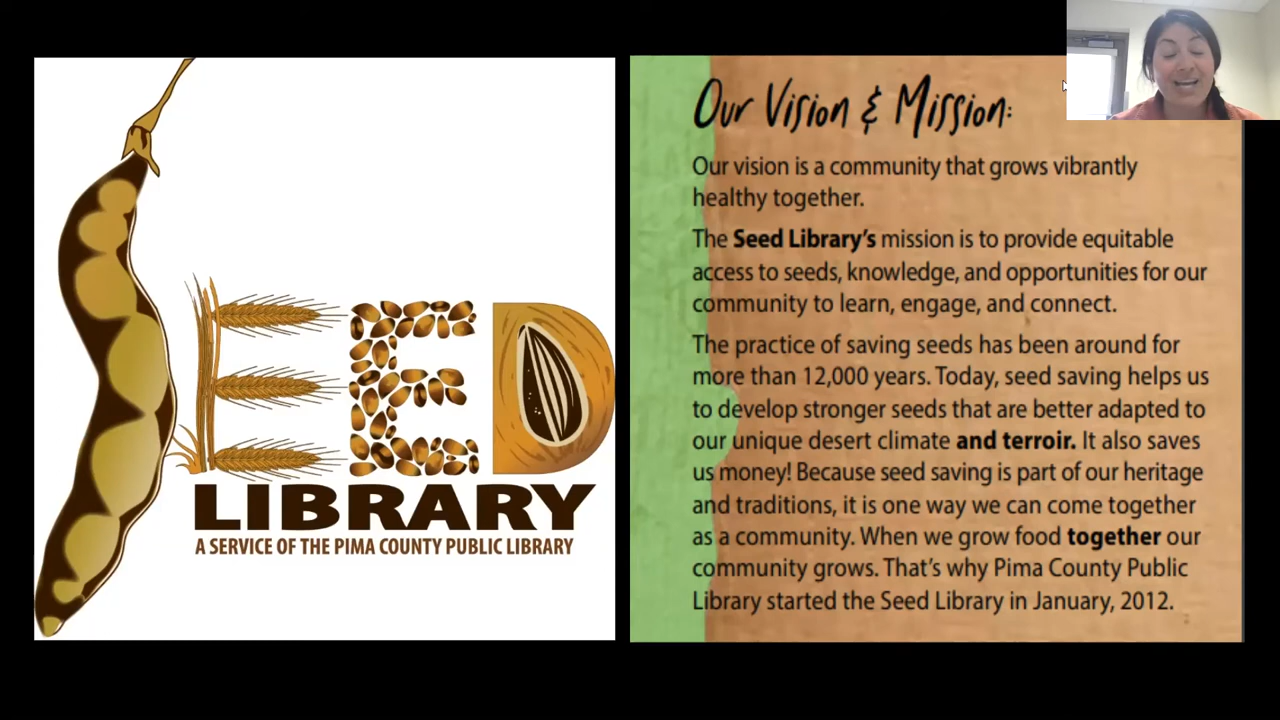 SEED
LIBRARY
A SERVICE OF THE PIMA COUNTY PUBLIC LIBRARY
Our Vision & Mission:
Our vision is a community that grows vibrantly
healthy together.
The Seed Library's mission is to provide equitable
access to seeds, knowledge, and opportunities for our
community to learn, engage, and connect.
The practice of saving seeds has been around for
more than 12,000 years. Today, seed saving helps us
to develop stronger seeds that are better adapted to
our unique desert climate and terroir. It also saves
us money! Because seed saving is part of our heritage
and traditions, it is one way we can come together
as a community. When we grow food together our
community grows. That's why Pima County Public
Library started the Seed Library in January, 2012.